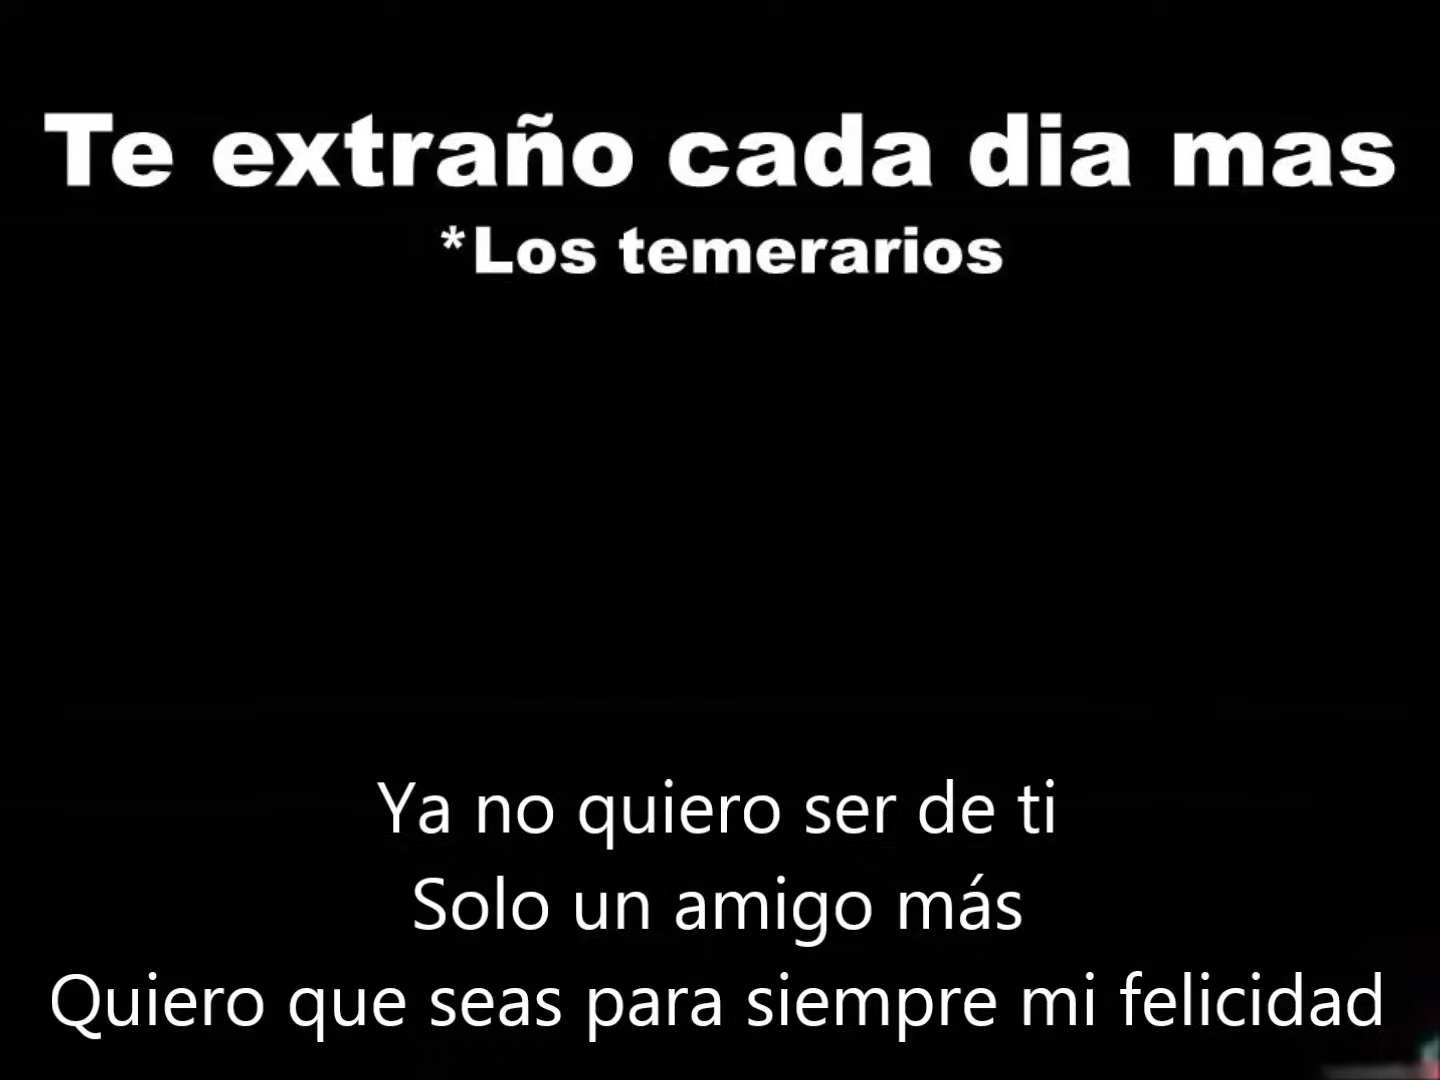 Te extraño cada dia mas
*Los temerarios
Ya no quiero ser de ti
Solo un amigo más
Quiero que seas para siempre mi felicidad